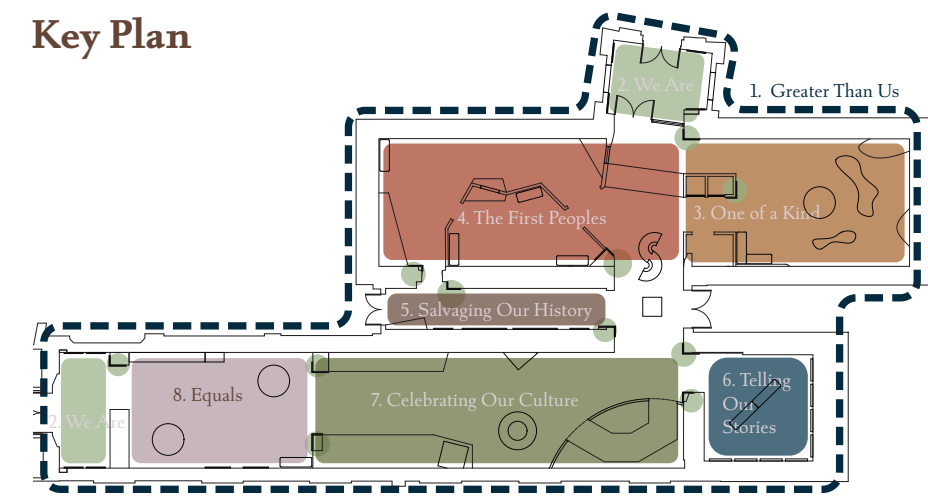 Key Plan
2. We Are
1. Greater Than Us
4. The First Peoples
3. One of a Kind
5. Salvaging Our History
6. Telling
Our
Stories
8. Equals
7. Celebrating Our Culture
2. We Are